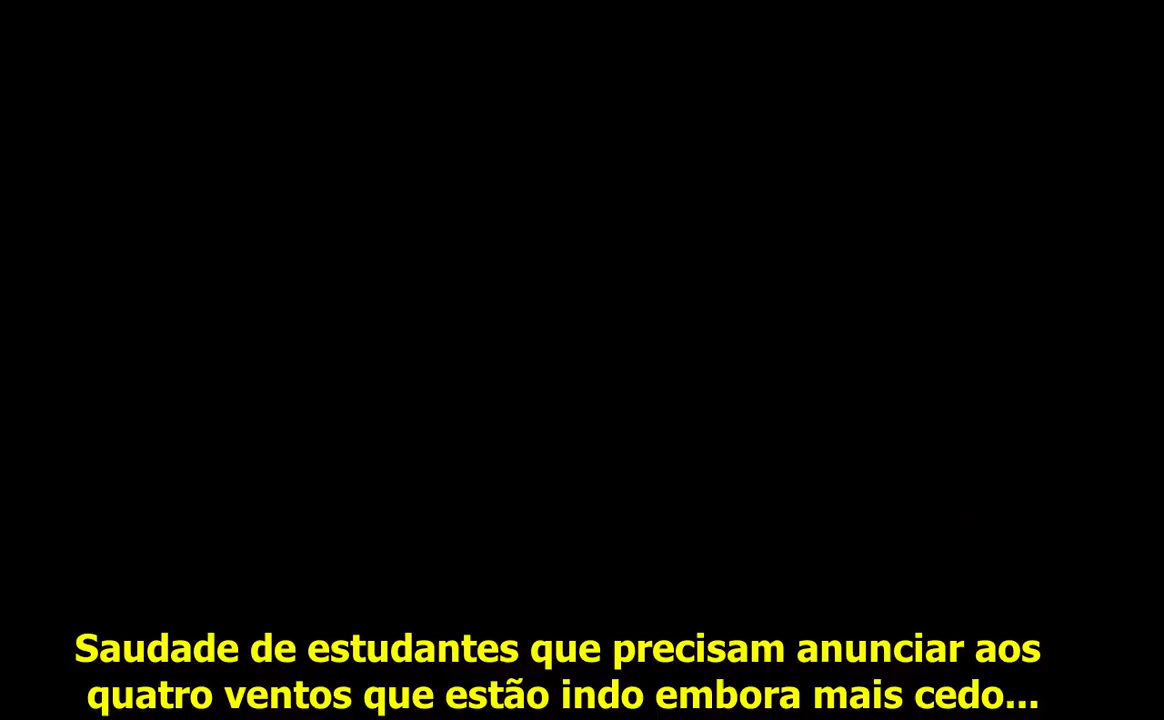 Saudade de estudantes que precisam anunciar aos
quatro ventos que estão indo embora mais cedo...